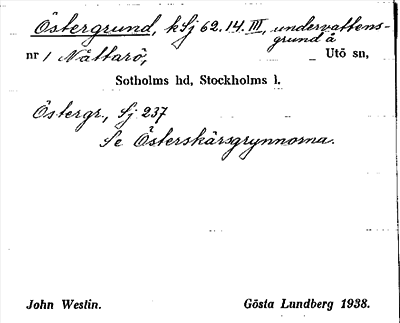 Östergrund, kSj 62.14.III, undervattens-
grund å
nr 1 Nåttarö, Utö sn,
Sotholms hd, Stockholms l.
Östergr., Sj 237
Se Österskärsgrynnorna.
John Westin. Gösta Lundberg 1938.